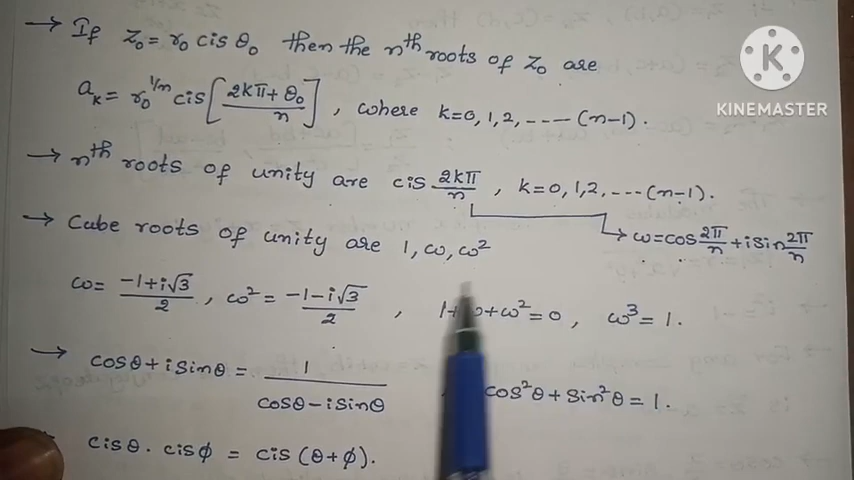 → If z₀ = r₀ cis θ₀ then the nᵗʰ roots of z₀ are
aₖ = r₀^(1/n) cis[(2kπ + θ₀)/n], where k=0, 1, 2, ---- (n-1).
K
KINEMASTER
→ nᵗʰ roots of unity are cis 2kπ/n, k=0, 1, 2, --- (n-1).
→ ω = cos 2π/n + i sin 2π/n
→ Cube roots of unity are 1, ω, ω²
ω = (-1+i√3)/2, ω² = (-1-i√3)/2, 1+ω+ω² = 0, ω³ = 1.
→ cosθ + i sinθ = 1/(cosθ - i sinθ) cos²θ + sin²θ = 1.
cisθ . cisϕ = cis (θ+ϕ).